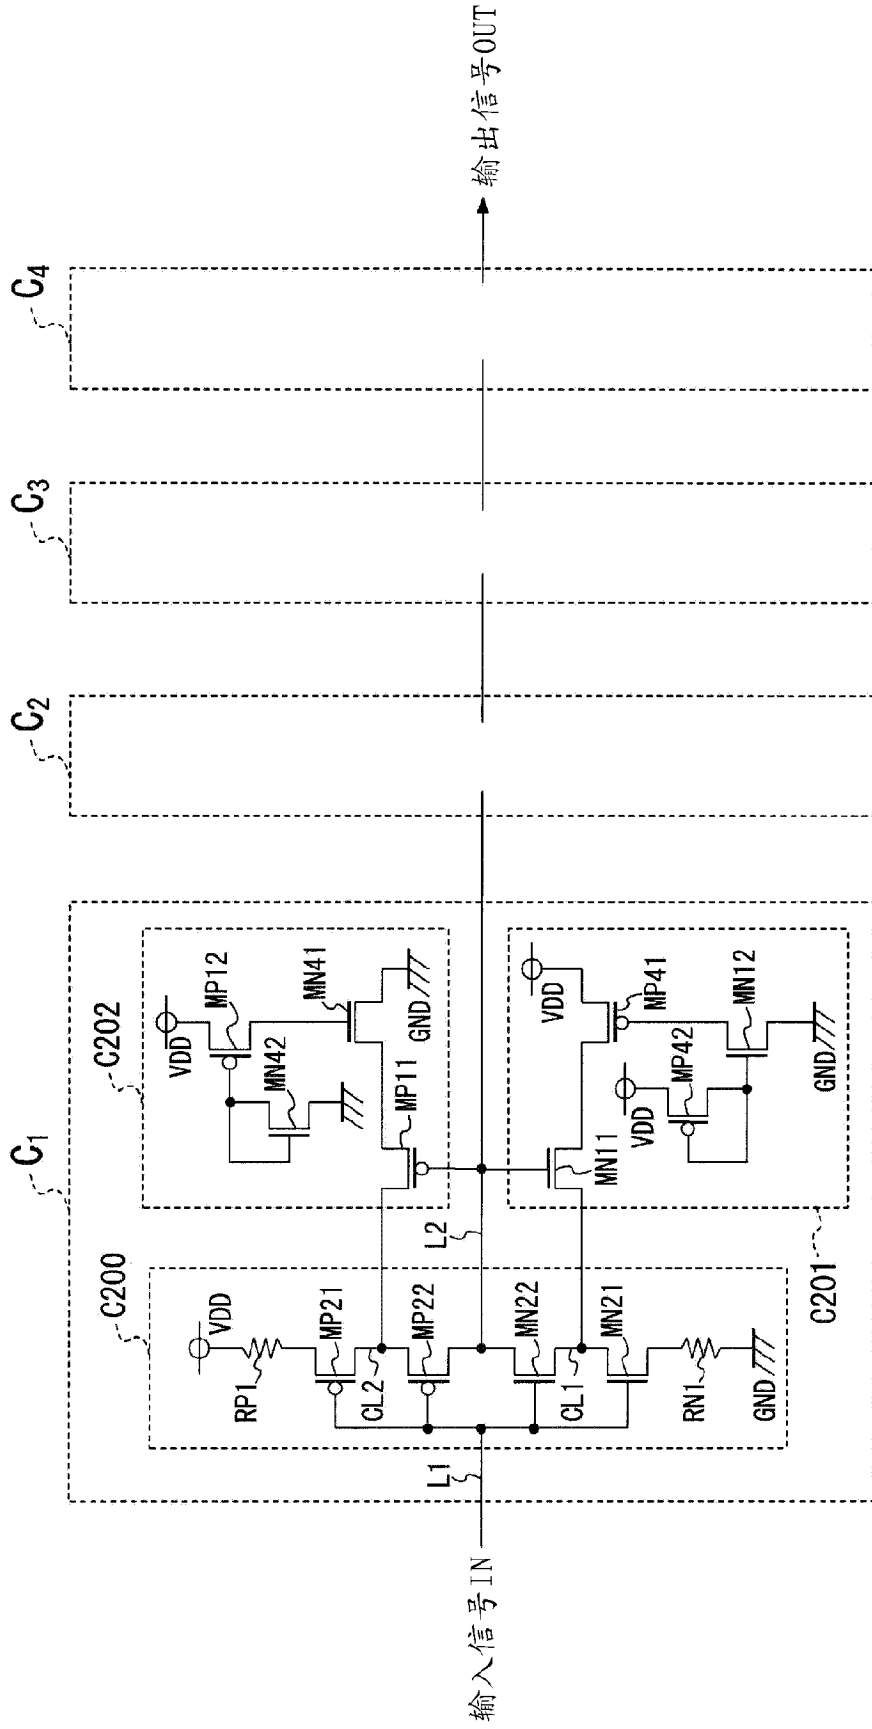 C1
C2
C3
C4
C200
C202
VDD
RP1
MP21
CL2
MP22
MN22
CL1
MN21
RN1
GND
L1
L2
VDD
MP12
MN42
MN41
GND
MP11
MN11
VDD
MP41
VDD
MP42
MN12
GND
C201
输入信号IN
输出信号OUT